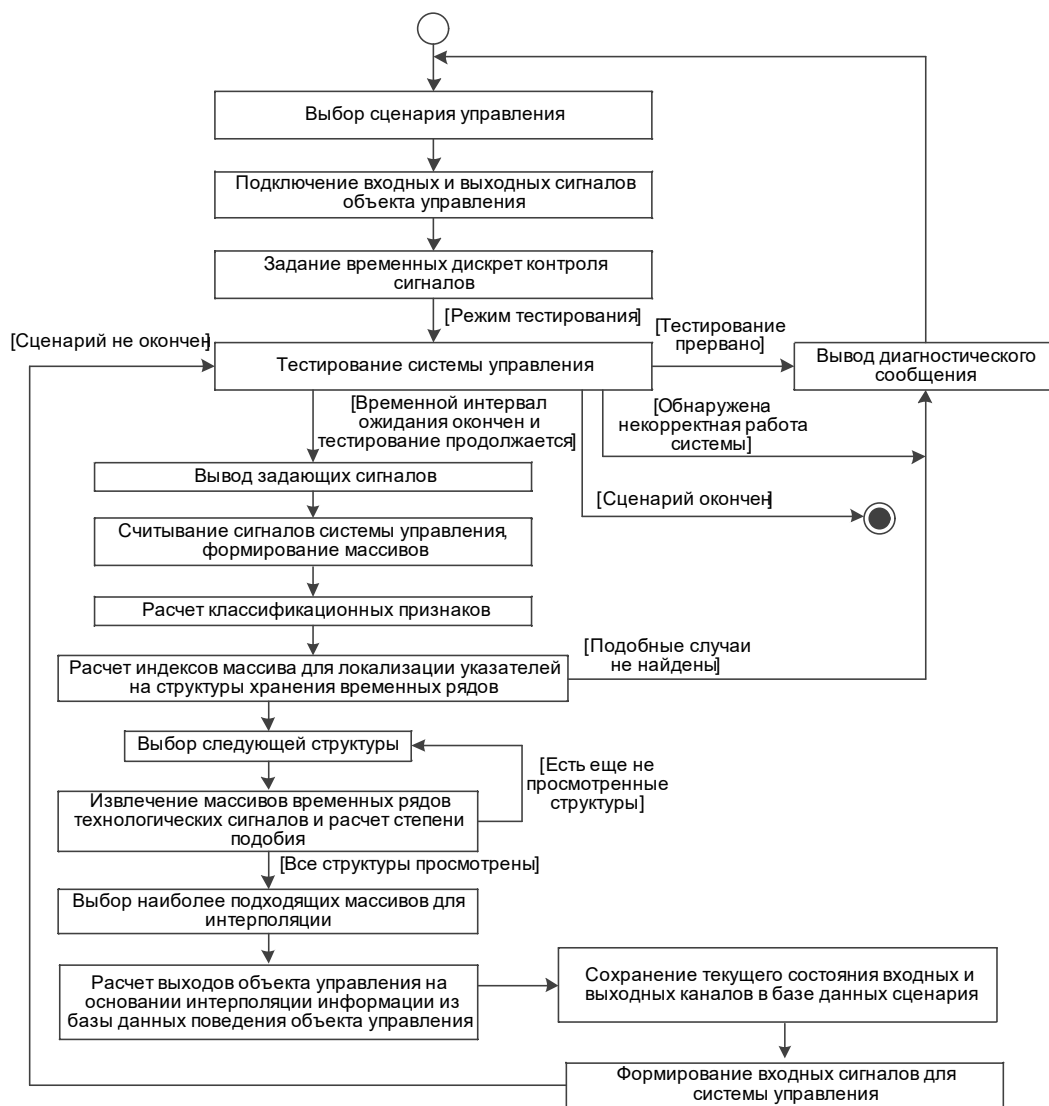 Выбор сценария управления
Подключение входных и выходных сигналов
объекта управления
Задание временных дискрет контроля
сигналов
[Режим тестирования]
[Сценарий не окончен]
[Тестирование
прервано]
Тестирование системы управления
Вывод диагностического
сообщения
[Временной интервал
ожидания окончен и
тестирование продолжается]
[Обнаружена
некорректная работа
системы]
Вывод задающих сигналов
[Сценарий окончен]
Считывание сигналов системы управления,
формирование массивов
Расчет классификационных признаков
[Подобные случаи
не найдены]
Расчет индексов массива для локализации указателей
на структуры хранения временных рядов
Выбор следующей структуры
[Есть еще не
просмотренные
структуры]
Извлечение массивов временных рядов
технологических сигналов и расчет степени
подобия
[Все структуры просмотрены]
Выбор наиболее подходящих массивов для
интерполяции
Расчет выходов объекта управления на
основании интерполяции информации из
базы данных поведения объекта управления
Сохранение текущего состояния входных и
выходных каналов в базе данных сценария
Формирование входных сигналов для
системы управления